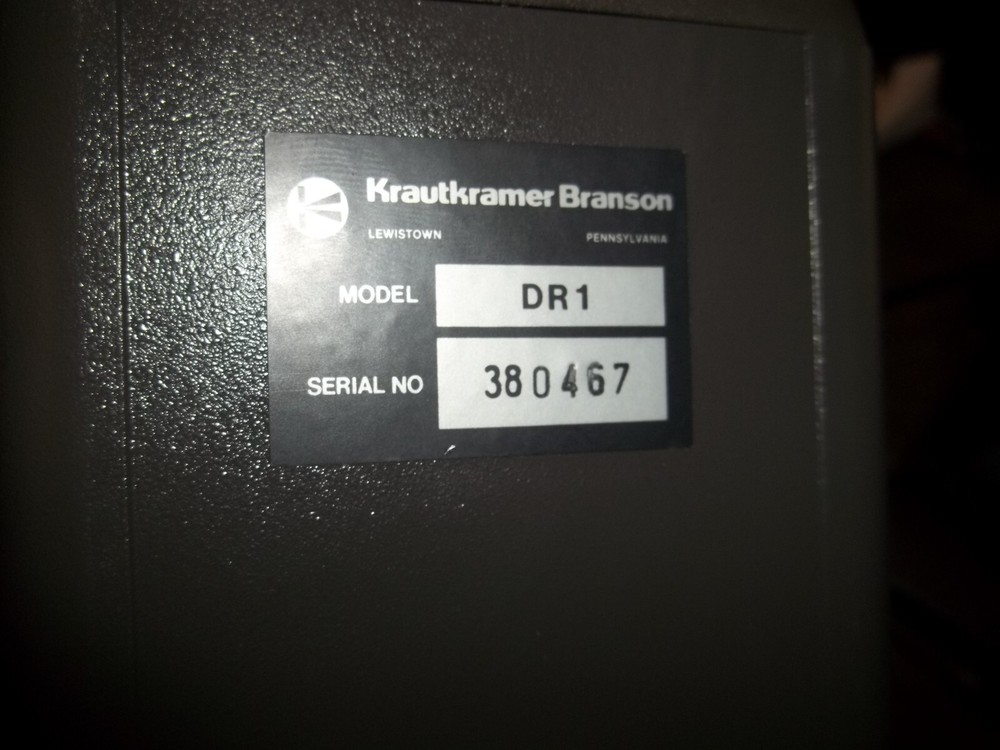 Krautkramer Branson
LEWISTOWN PENNSYLVANIA
MODEL DR1
SERIAL NO 380467